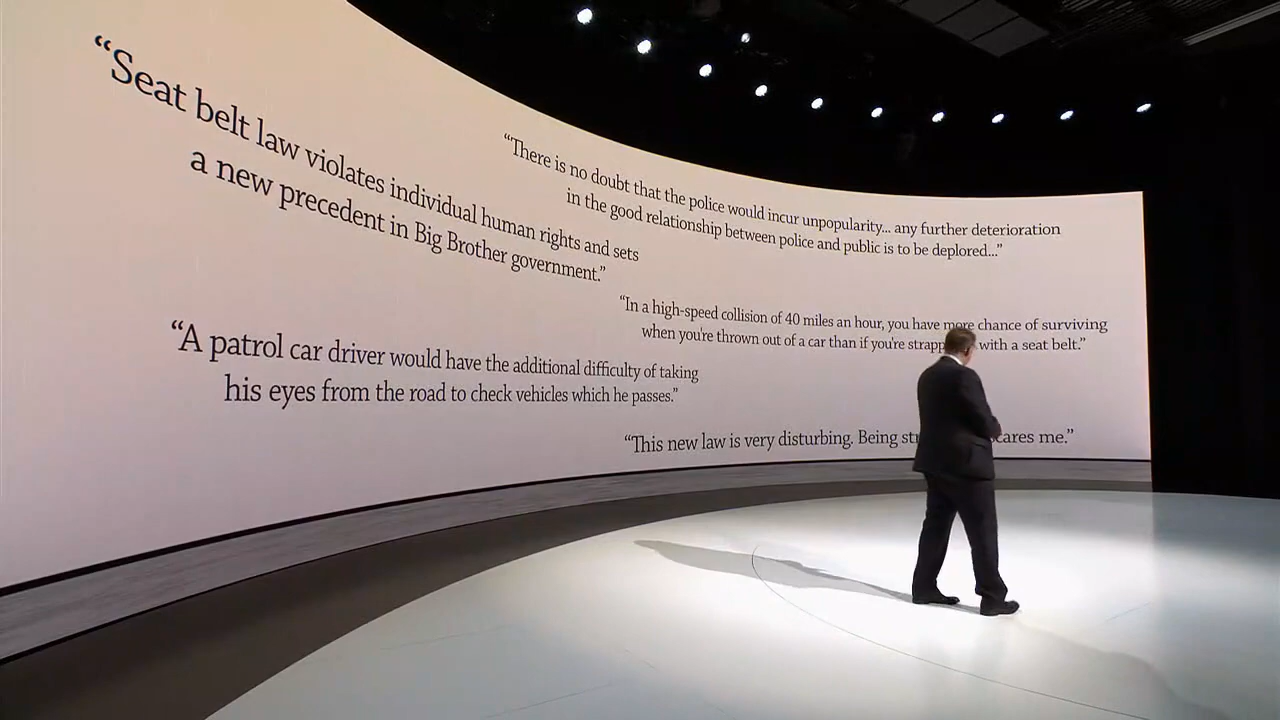 “Seat belt law violates individual human rights and sets
a new precedent in Big Brother government.”
“There is no doubt that the police would incur unpopularity... any further deterioration
in the good relationship between police and public is to be deplored...”
“In a high-speed collision of 40 miles an hour, you have more chance of surviving
when you're thrown out of a car than if you're with a seat belt.”
“A patrol car driver would have the additional difficulty of taking
his eyes from the road to check vehicles which he passes.”
“This new law is very disturbing. Being me.”